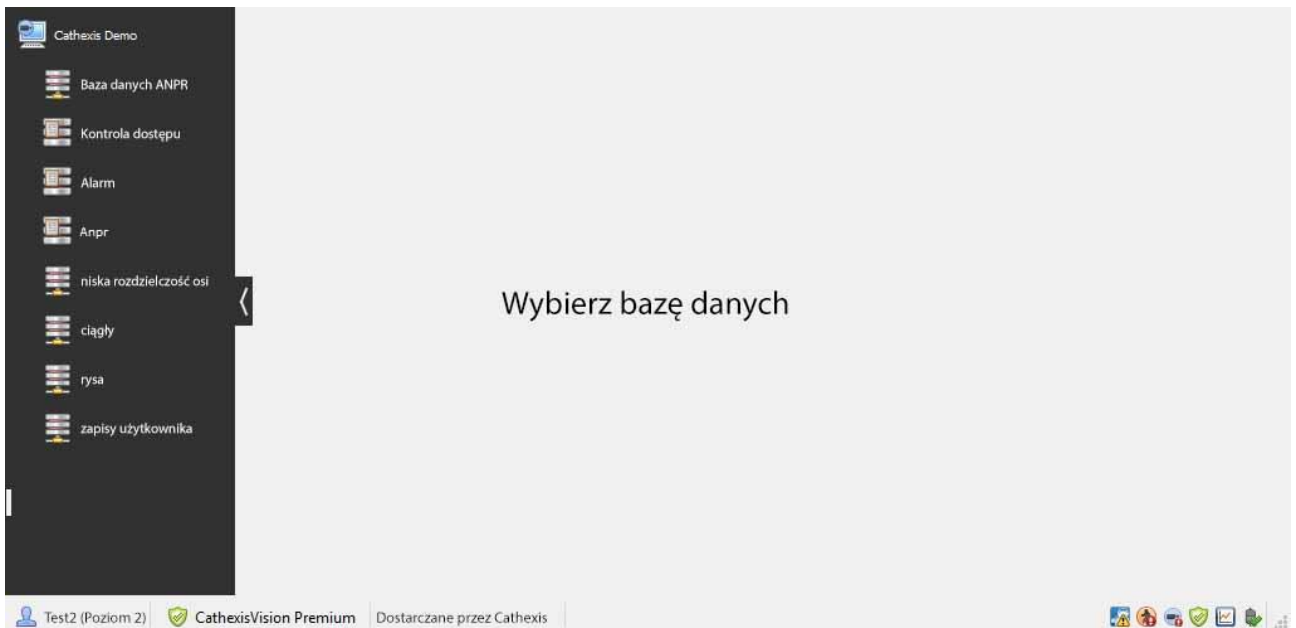 Cathexis Demo
Baza danych ANPR
Kontrola dostępu
Alarm
Anpr
niska rozdzielczość osi
ciągły
rysa
zapisy użytkownika
Wybierz bazę danych
Test2 (Poziom 2) CathexisVision Premium Dostarczane przez Cathexis